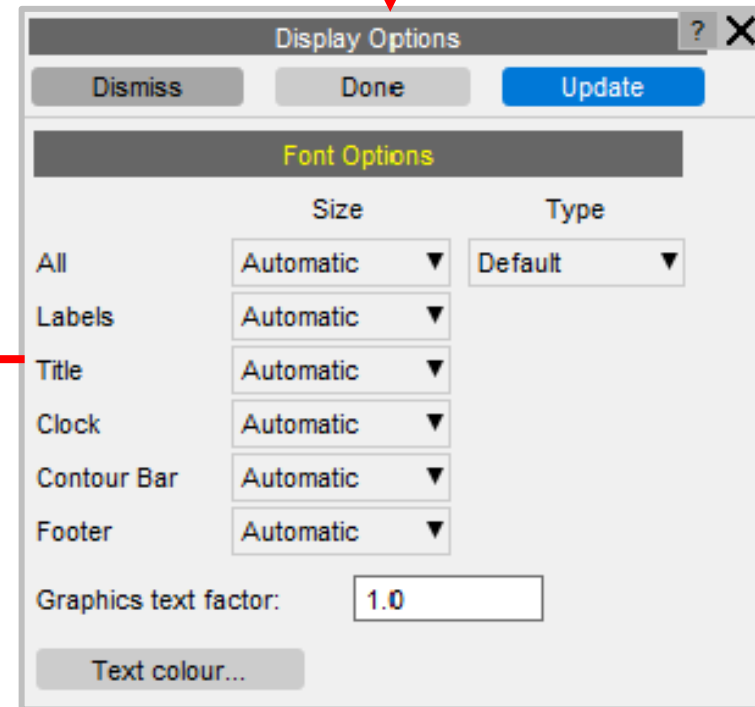 Display Options ?
Dismiss Done Update
Font Options
Size Type
All Automatic Default
Labels Automatic
Title Automatic
Clock Automatic
Contour Bar Automatic
Footer Automatic
Graphics text factor: 1.0
Text colour...